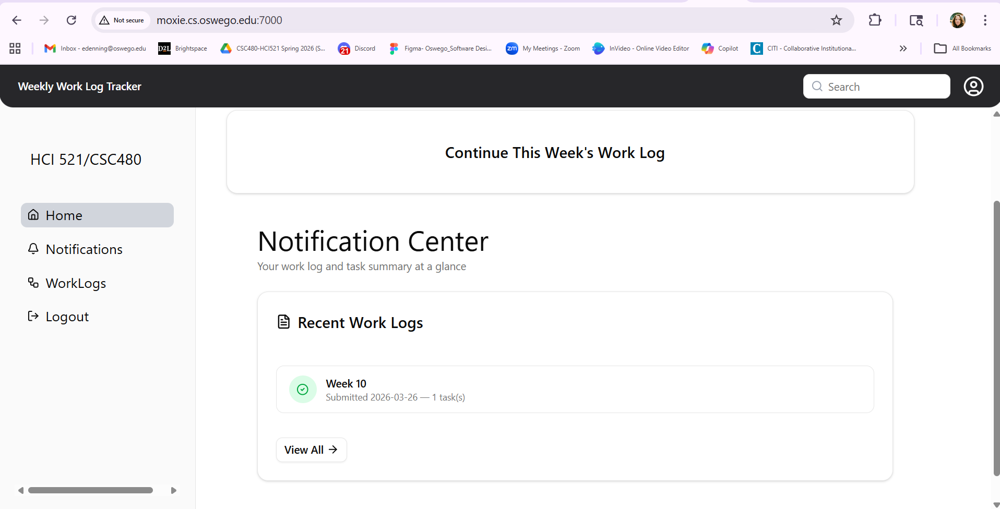 Not secure
moxie.cs.oswego.edu:7000
Inbox - edenning@oswego.edu
D2L
Brightspace
CSC480-HCI521 Spring 2026 (S...
21
Discord
Figma- Oswego_Software Desi...
zm
My Meetings - Zoom
InVideo - Online Video Editor
Copilot
C
CITI - Collaborative Institutiona...
All Bookmarks
Weekly Work Log Tracker
Search
HCI 521/CSC480
Home
Notifications
WorkLogs
Logout
Continue This Week's Work Log
Notification Center
Your work log and task summary at a glance
Recent Work Logs
Week 10
Submitted 2026-03-26 — 1 task(s)
View All